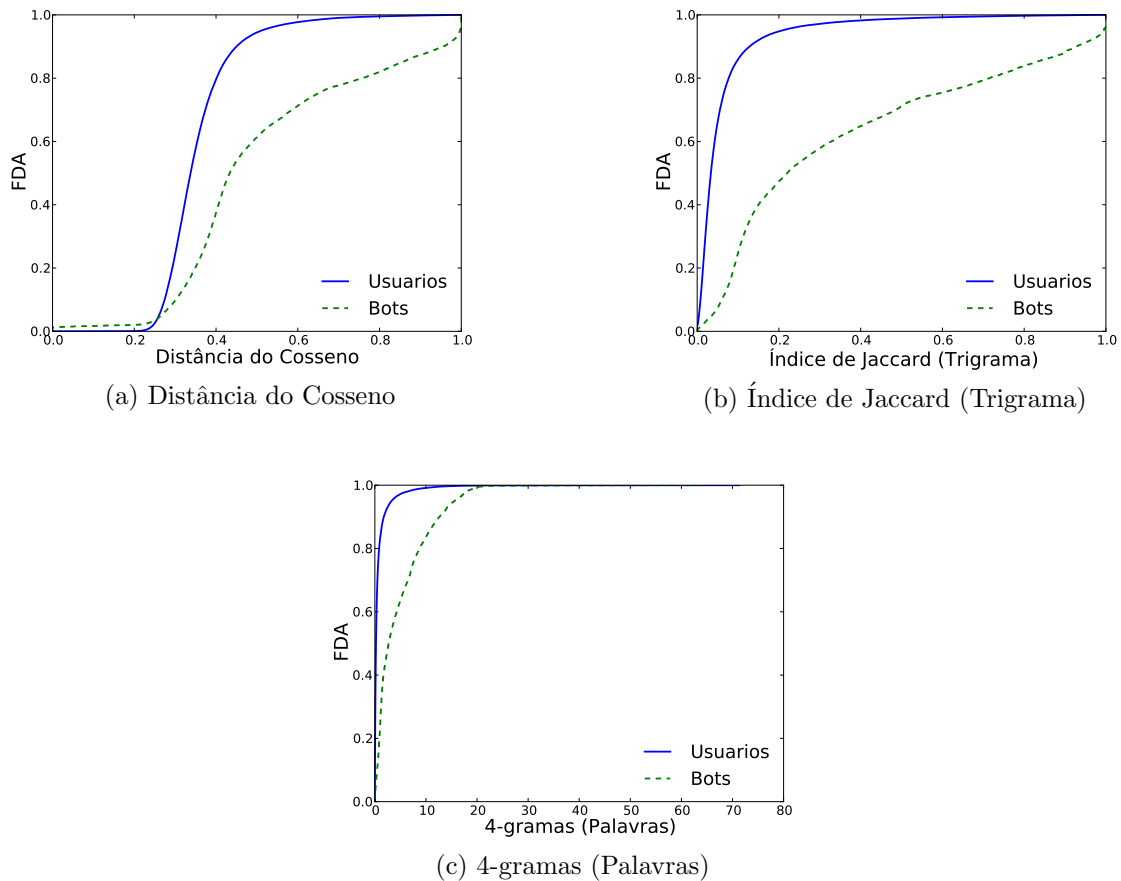 1.0
0.8
0.6
FDA
0.4
0.2
0.0
0.0 0.2 0.4 0.6 0.8 1.0
Usuarios
Bots
Distância do Cosseno
(a) Distância do Cosseno
1.0
0.8
0.6
FDA
0.4
0.2
0.0
0.0 0.2 0.4 0.6 0.8 1.0
Usuarios
Bots
Índice de Jaccard (Trigrama)
(b) Índice de Jaccard (Trigrama)
1.0
0.8
0.6
FDA
0.4
0.2
0.0
0 10 20 30 40 50 60 70 80
Usuarios
Bots
4-gramas (Palavras)
(c) 4-gramas (Palavras)